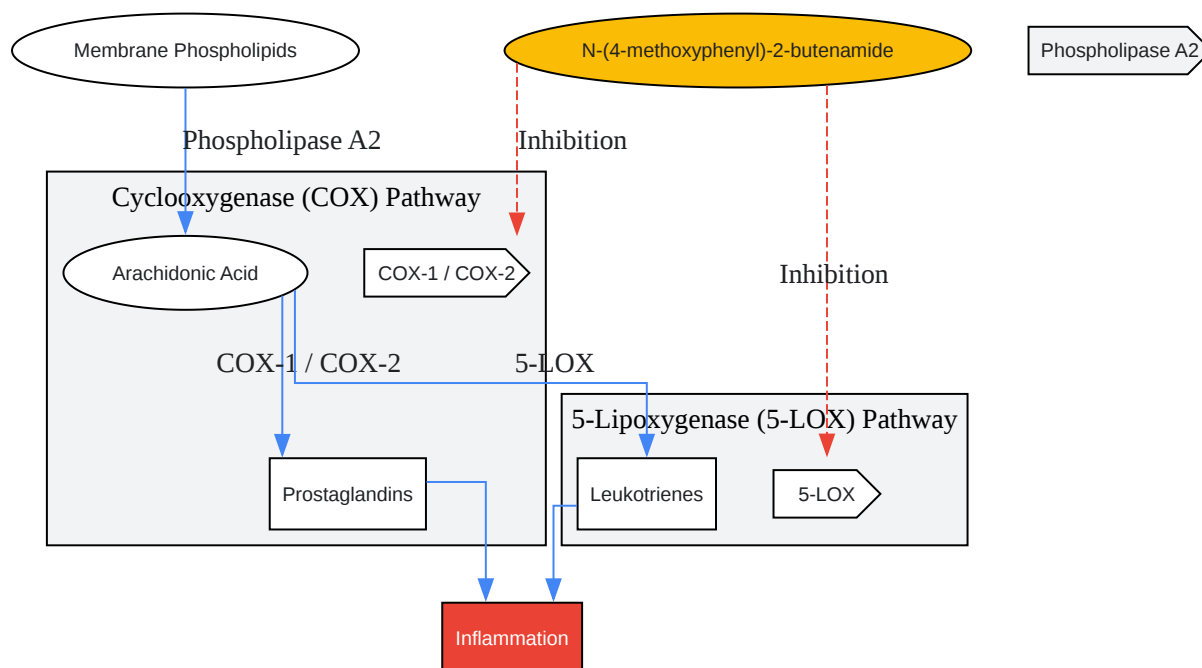 Membrane Phospholipids
N-(4-methoxyphenyl)-2-butenamide
Phospholipase A2
Phospholipase A2
Inhibition
Cyclooxygenase (COX) Pathway
Arachidonic Acid
COX-1 / COX-2
Inhibition
COX-1 / COX-2
5-LOX
5-Lipoxygenase (5-LOX) Pathway
Prostaglandins
Leukotrienes
5-LOX
Inflammation